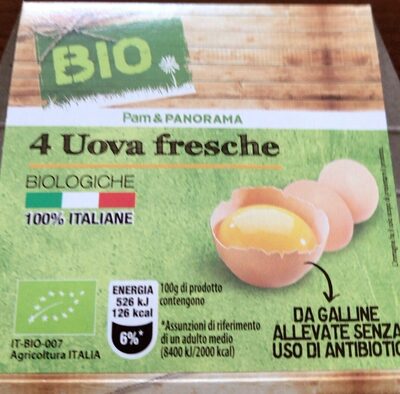 BIO
Pam & PANORAMA
4 Uova fresche
BIOLOGICHE
100% ITALIANE
ENERGIA
526 kJ
126 kcal
6%*
100g di prodotto
contengono
*Assunzioni di riferimento
di un adulto medio
(8400 kJ/2000 kcal)
IT-BIO-007
Agricoltura ITALIA
DA GALLINE
ALLEVATE SENZA
USO DI ANTIBIOTIC